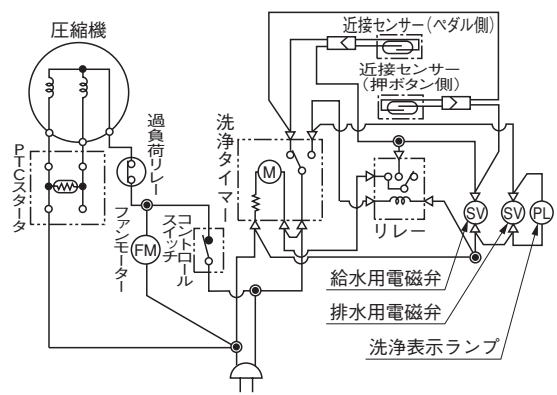 圧縮機
近接センサー(ペダル側)
近接センサー
(押ボタン側)
過負荷リレー
洗浄タイマー
PTCスタータ
ファンモーター
コントロール
スイッチ
M
FM
リレー
SV
SV
PL
給水用電磁弁
排水用電磁弁
洗浄表示ランプ